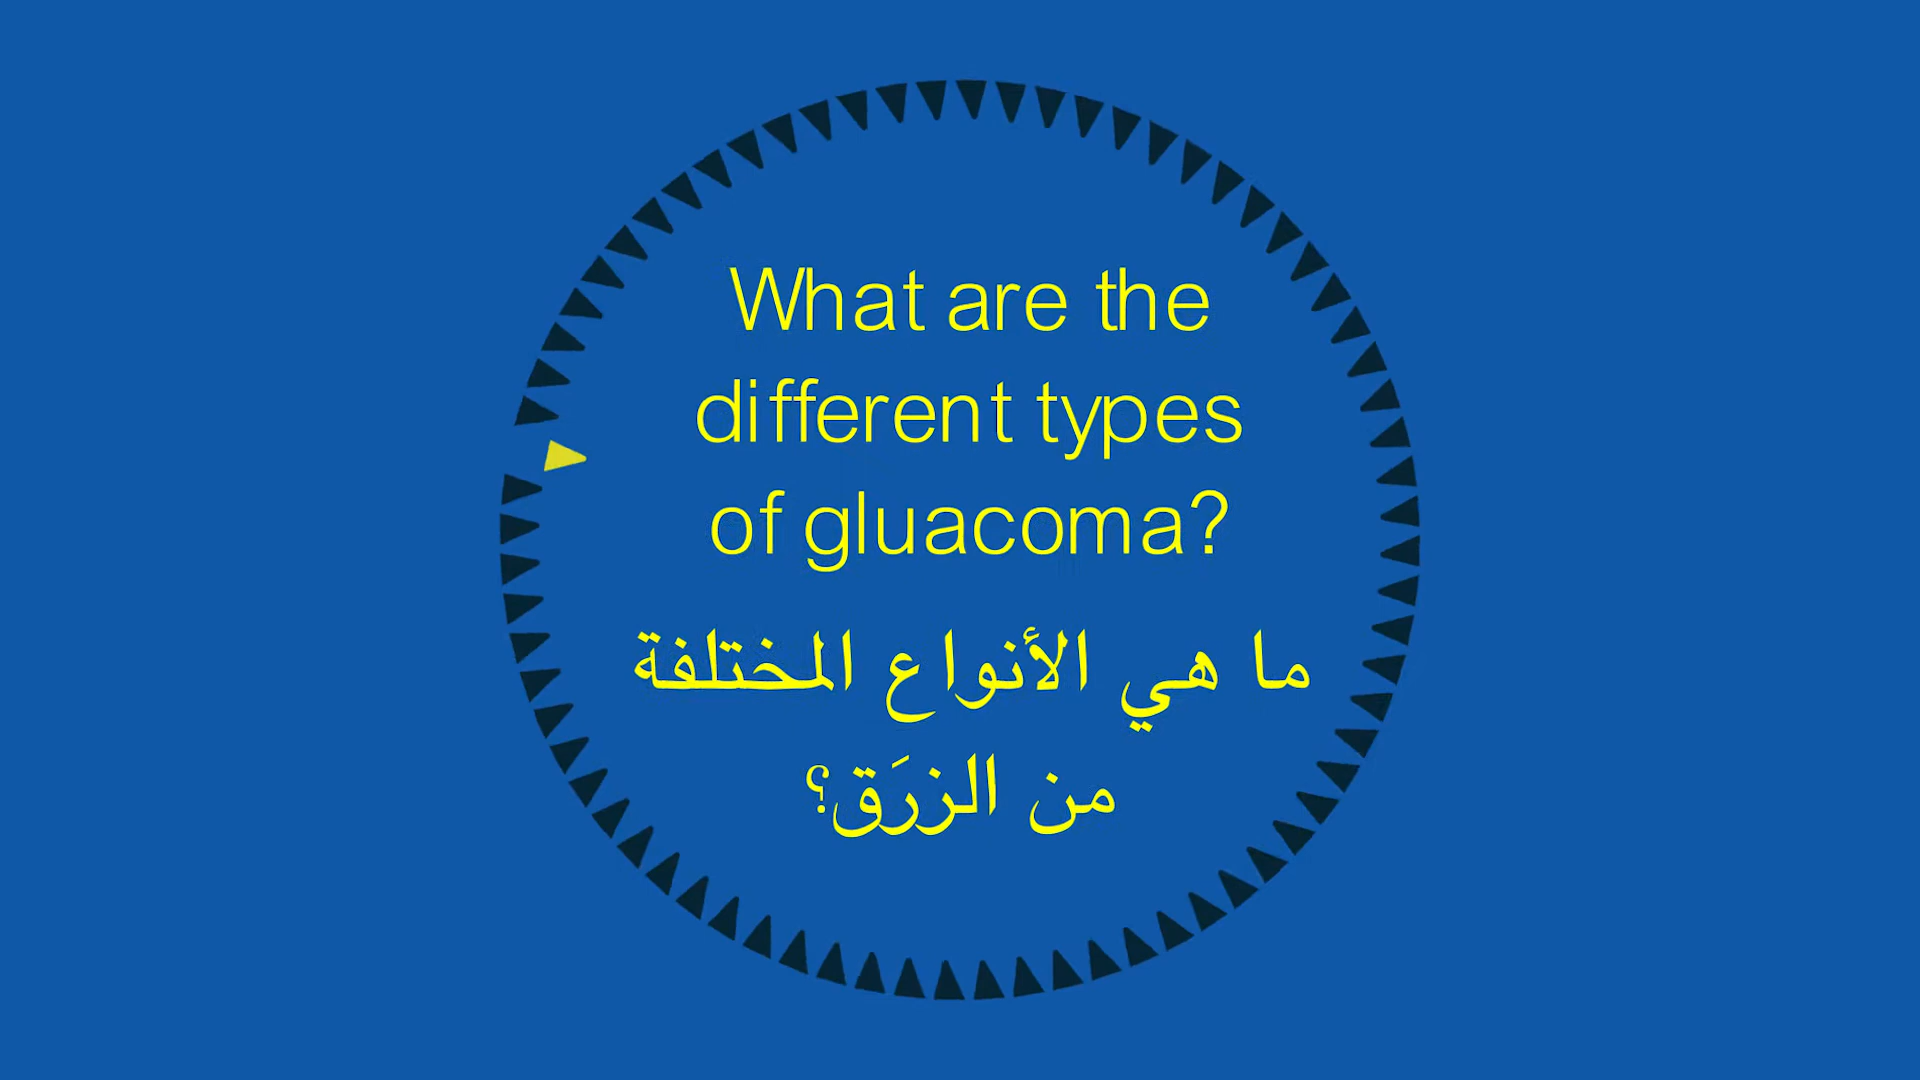 What are the
different types
of gluacoma?
ما هي الأنواع المختلفة
من الزرَق؟